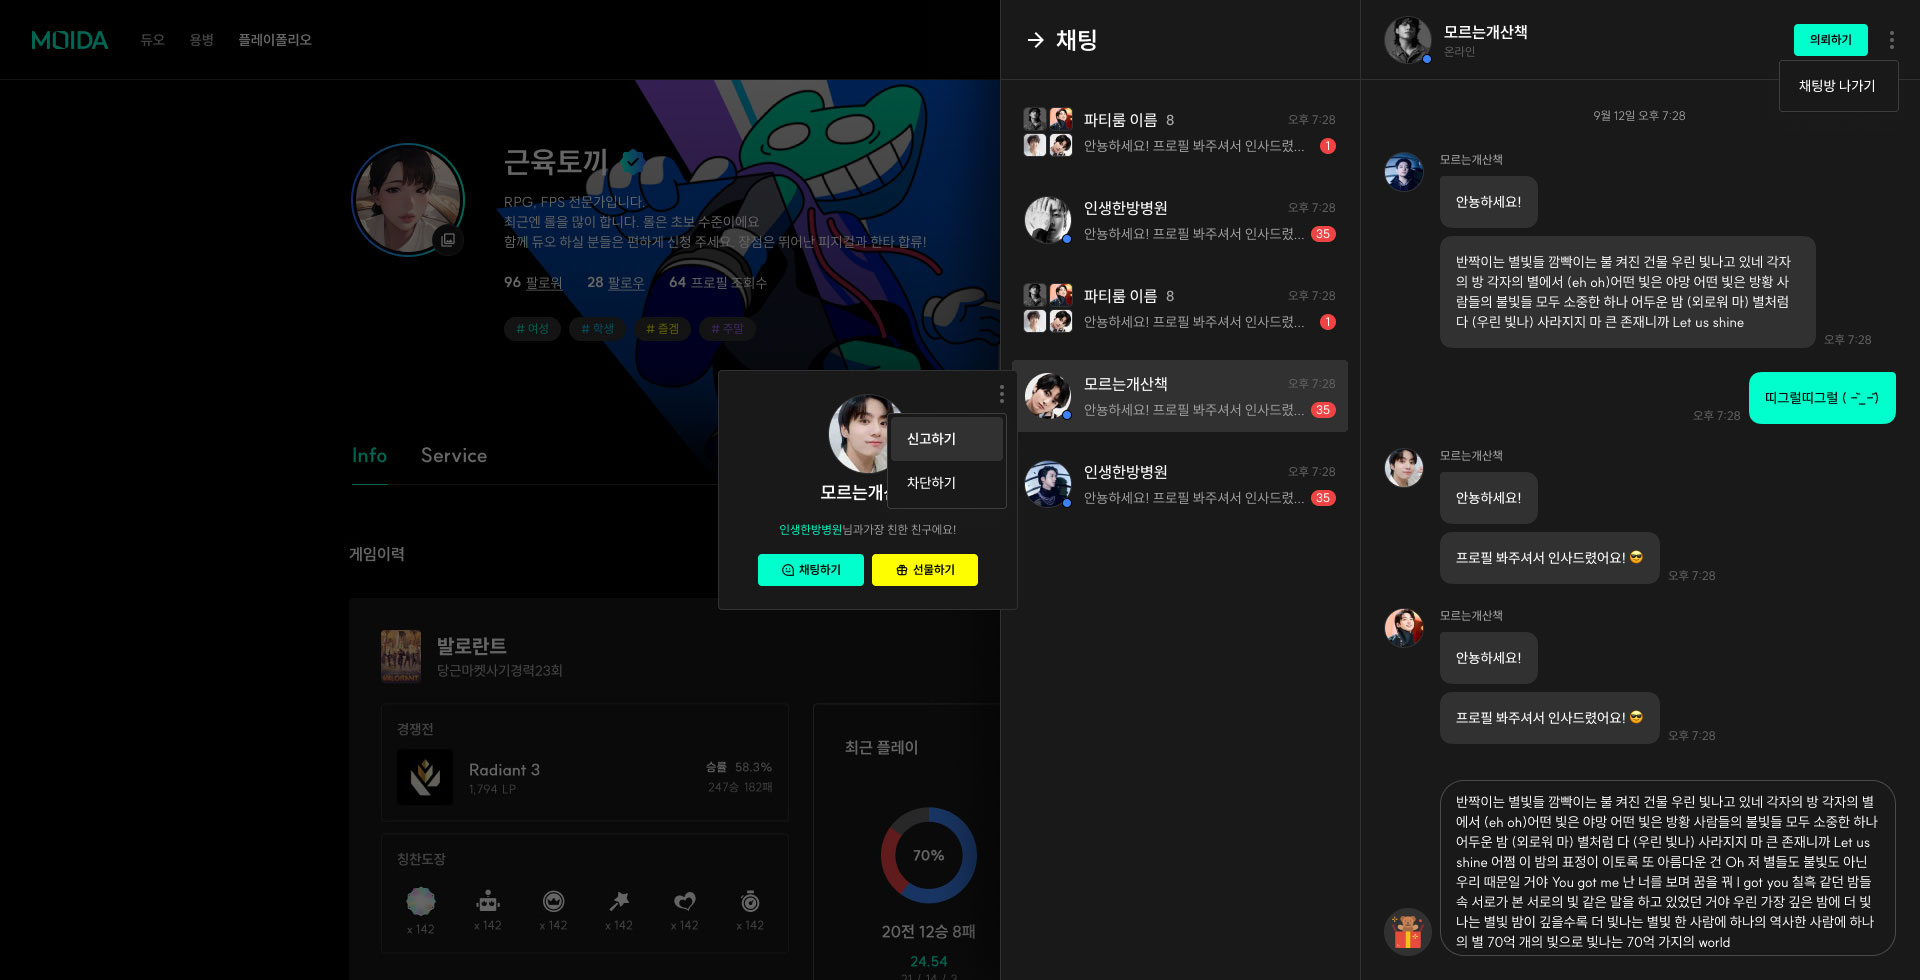 MOIDA
듀오
용병
플레이폴리오
근육토끼
RPG, FPS 전문가입니다.
최근엔 롤을 많이 합니다. 롤은 초보 수준이에요
함께 듀오 하실 분들은 편하게 신청 주세요. 장점은 뛰어난 피지컬과 한타 합류!
96 팔로워 28 팔로우 64 프로필 조회수
# 여성 # 학생 # 즐겜 # 주말
Info Service
게임이력
발로란트
당근마켓사기경력23회
경쟁전
Radiant 3
1,794 LP
승률 58.3%
247승 182패
칭찬도장
x 142 x 142 x 142 x 142 x 142 x 142
최근 플레이
70%
20전 12승 8패
24.54
21 / 14 / 3
모르는개
신고하기
차단하기
인생한방병원님과가장 친한 친구에요!
채팅하기
선물하기
채팅
파티룸 이름 8
오후 7:28
안뇽하세요! 프로필 봐주셔서 인사드렸...
1
인생한방병원
오후 7:28
안뇽하세요! 프로필 봐주셔서 인사드렸...
35
파티룸 이름 8
오후 7:28
안뇽하세요! 프로필 봐주셔서 인사드렸...
1
모르는개산책
오후 7:28
안뇽하세요! 프로필 봐주셔서 인사드렸...
35
인생한방병원
오후 7:28
안뇽하세요! 프로필 봐주셔서 인사드렸...
35
모르는개산책
온라인
의뢰하기
채팅방 나가기
9월 12일 오후 7:28
모르는개산책
안뇽하세요!
반짝이는 별빛들 깜빡이는 불 켜진 건물 우린 빛나고 있네 각자
의 방 각자의 별에서 (eh oh)어떤 빛은 야망 어떤 빛은 방황 사
람들의 불빛들 모두 소중한 하나 어두운 밤 (외로워 마) 별처럼
다 (우린 빛나) 사라지지 마 큰 존재니까 Let us shine
오후 7:28
띠그럴띠그럴 ( -̀_-́)
오후 7:28
모르는개산책
안뇽하세요!
프로필 봐주셔서 인사드렸어요! 😎
오후 7:28
모르는개산책
안뇽하세요!
프로필 봐주셔서 인사드렸어요! 😎
오후 7:28
반짝이는 별빛들 깜빡이는 불 켜진 건물 우린 빛나고 있네 각자의 방 각자의 별
에서 (eh oh)어떤 빛은 야망 어떤 빛은 방황 사람들의 불빛들 모두 소중한 하나
어두운 밤 (외로워 마) 별처럼 다 (우린 빛나) 사라지지 마 큰 존재니까 Let us
shine 어쩜 이 밤의 표정이 이토록 또 아름다운 건 Oh 저 별들도 불빛도 아닌
우리 때문일 거야 You got me 난 너를 보며 꿈을 꿔 I got you 칠흑 같던 밤들
속 서로가 본 서로의 빛 같은 말을 하고 있었던 거야 우린 가장 깊은 밤에 더 빛
나는 별빛 밤이 깊을수록 더 빛나는 별빛 한 사람에 하나의 역사한 사람에 하나
의 별 70억 개의 빛으로 빛나는 70억 가지의 world